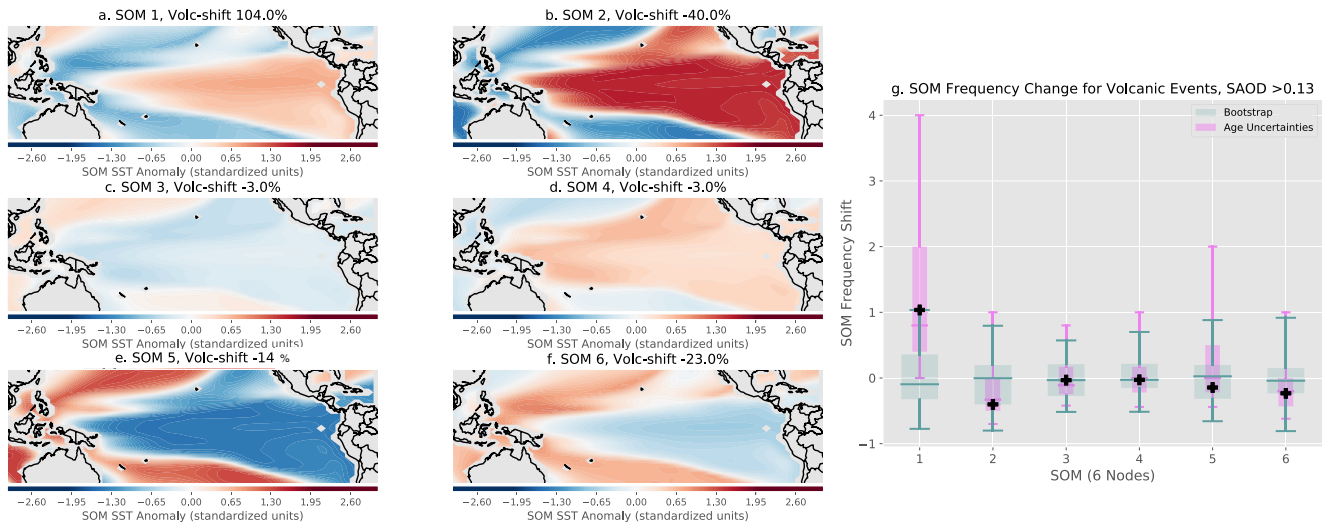 a. SOM 1, Volc-shift 104.0%
−2.60 −1.95 −1.30 −0.65 0.00 0.65 1.30 1.95 2.60
SOM SST Anomaly (standardized units)
b. SOM 2, Volc-shift -40.0%
−2.60 −1.95 −1.30 −0.65 0.00 0.65 1.30 1.95 2.60
SOM SST Anomaly (standardized units)
c. SOM 3, Volc-shift -3.0%
−2.60 −1.95 −1.30 −0.65 0.00 0.65 1.30 1.95 2.60
SOM SST Anomaly (standardized units)
d. SOM 4, Volc-shift -3.0%
−2.60 −1.95 −1.30 −0.65 0.00 0.65 1.30 1.95 2.60
SOM SST Anomaly (standardized units)
e. SOM 5, Volc-shift -14 %
−2.60 −1.95 −1.30 −0.65 0.00 0.65 1.30 1.95 2.60
SOM SST Anomaly (standardized units)
f. SOM 6, Volc-shift -23.0%
−2.60 −1.95 −1.30 −0.65 0.00 0.65 1.30 1.95 2.60
SOM SST Anomaly (standardized units)
g. SOM Frequency Change for Volcanic Events, SAOD >0.13
Bootstrap
Age Uncertainties
SOM Frequency Shift
4
3
2
1
0
−1
1 2 3 4 5 6
SOM (6 Nodes)